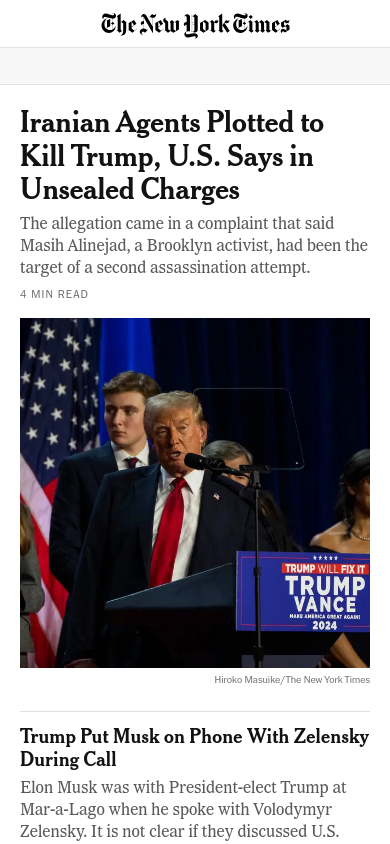 The New York Times
Iranian Agents Plotted to
Kill Trump, U.S. Says in
Unsealed Charges
The allegation came in a complaint that said
Masih Alinejad, a Brooklyn activist, had been the
target of a second assassination attempt.
4 MIN READ
TRUMP WILL FIX IT
TRUMP
VANCE
MAKE AMERICA GREAT AGAIN!
2024
Hiroko Masuike/The New York Times
Trump Put Musk on Phone With Zelensky
During Call
Elon Musk was with President-elect Trump at
Mar-a-Lago when he spoke with Volodymyr
Zelensky. It is not clear if they discussed U.S.